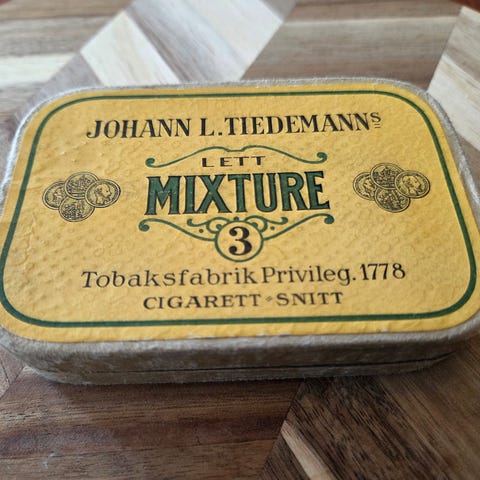 JOHANN L. TIEDEMANNS
LETT
MIXTURE
3
Tobaksfabrik Privileg. 1778
CIGARETT-SNITT